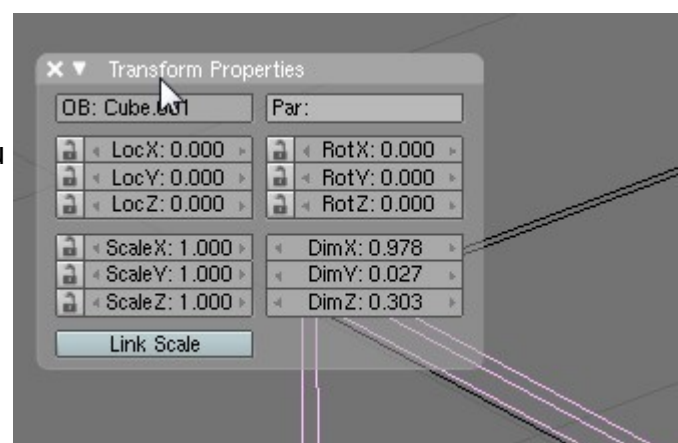 Transform Properties
OB: Cube.001
Par:
LocX: 0.000
LocY: 0.000
LocZ: 0.000
RotX: 0.000
RotY: 0.000
RotZ: 0.000
ScaleX: 1.000
ScaleY: 1.000
ScaleZ: 1.000
DimX: 0.978
DimY: 0.027
DimZ: 0.303
Link Scale